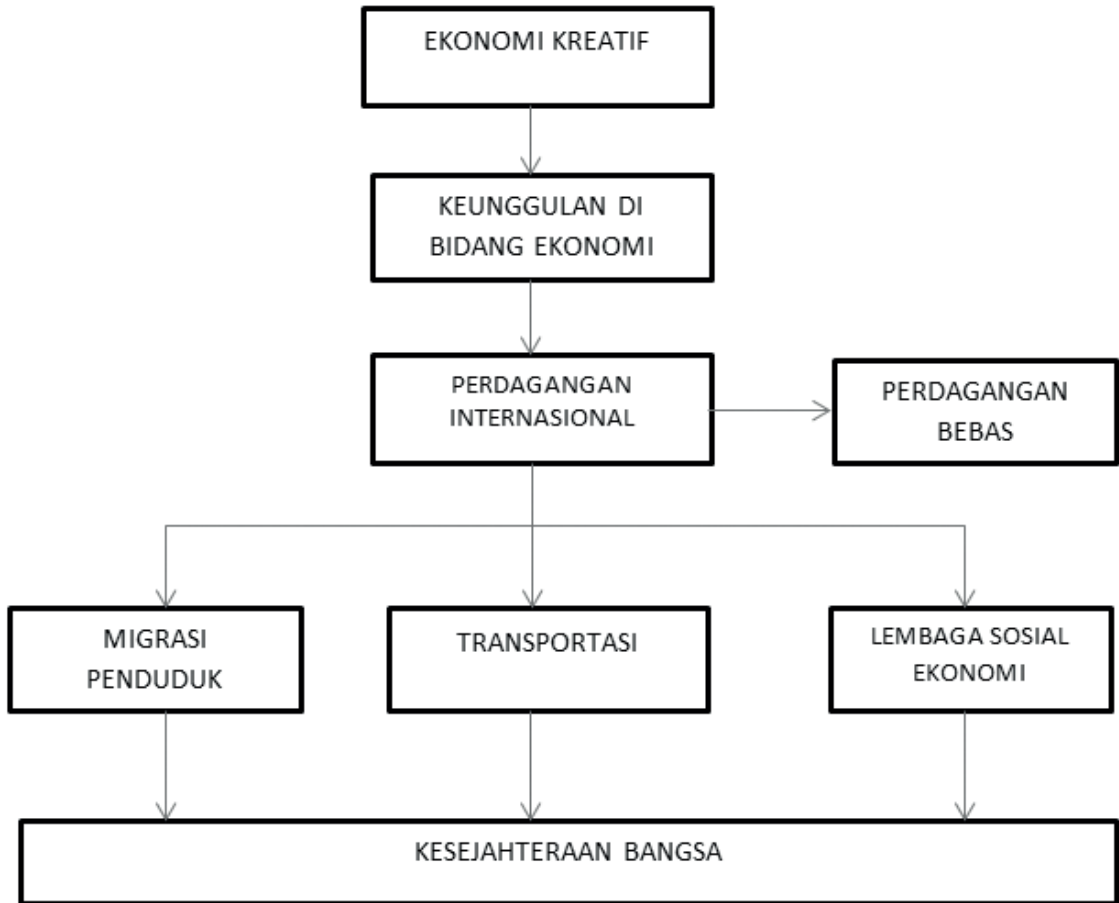 EKONOMI KREATIF
KEUNGGULAN DI
BIDANG EKONOMI
PERDAGANGAN
INTERNASIONAL
PERDAGANGAN
BEBAS
MIGRASI
PENDUDUK
TRANSPORTASI
LEMBAGA SOSIAL
EKONOMI
KESEJAHTERAAN BANGSA